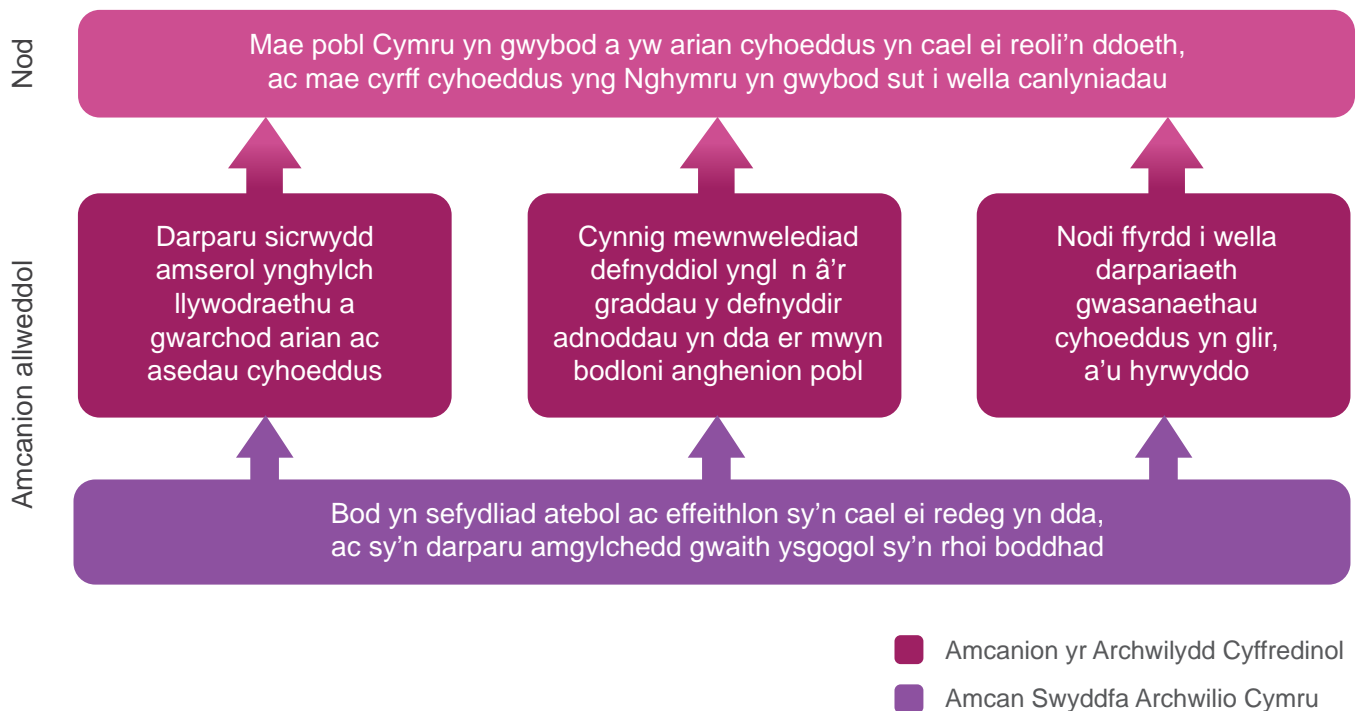 Nod
Mae pobl Cymru yn gwybod a yw arian cyhoeddus yn cael ei reoli’n ddoeth,
ac mae cyrff cyhoeddus yng Nghymru yn gwybod sut i wella canlyniadau
Amcanion allweddol
Darparu sicrwydd
amserol ynghylch
llywodraethu a
gwarchod arian ac
asedau cyhoeddus
Cynnig mewnwelediad
defnyddiol yngl n â’r
graddau y defnyddir
adnoddau yn dda er mwyn
bodloni anghenion pobl
Nodi ffyrdd i wella
darpariaeth
gwasanaethau
cyhoeddus yn glir,
a’u hyrwyddo
Bod yn sefydliad atebol ac effeithlon sy’n cael ei redeg yn dda,
ac sy’n darparu amgylchedd gwaith ysgogol sy’n rhoi boddhad
Amcanion yr Archwilydd Cyffredinol
Amcan Swyddfa Archwilio Cymru